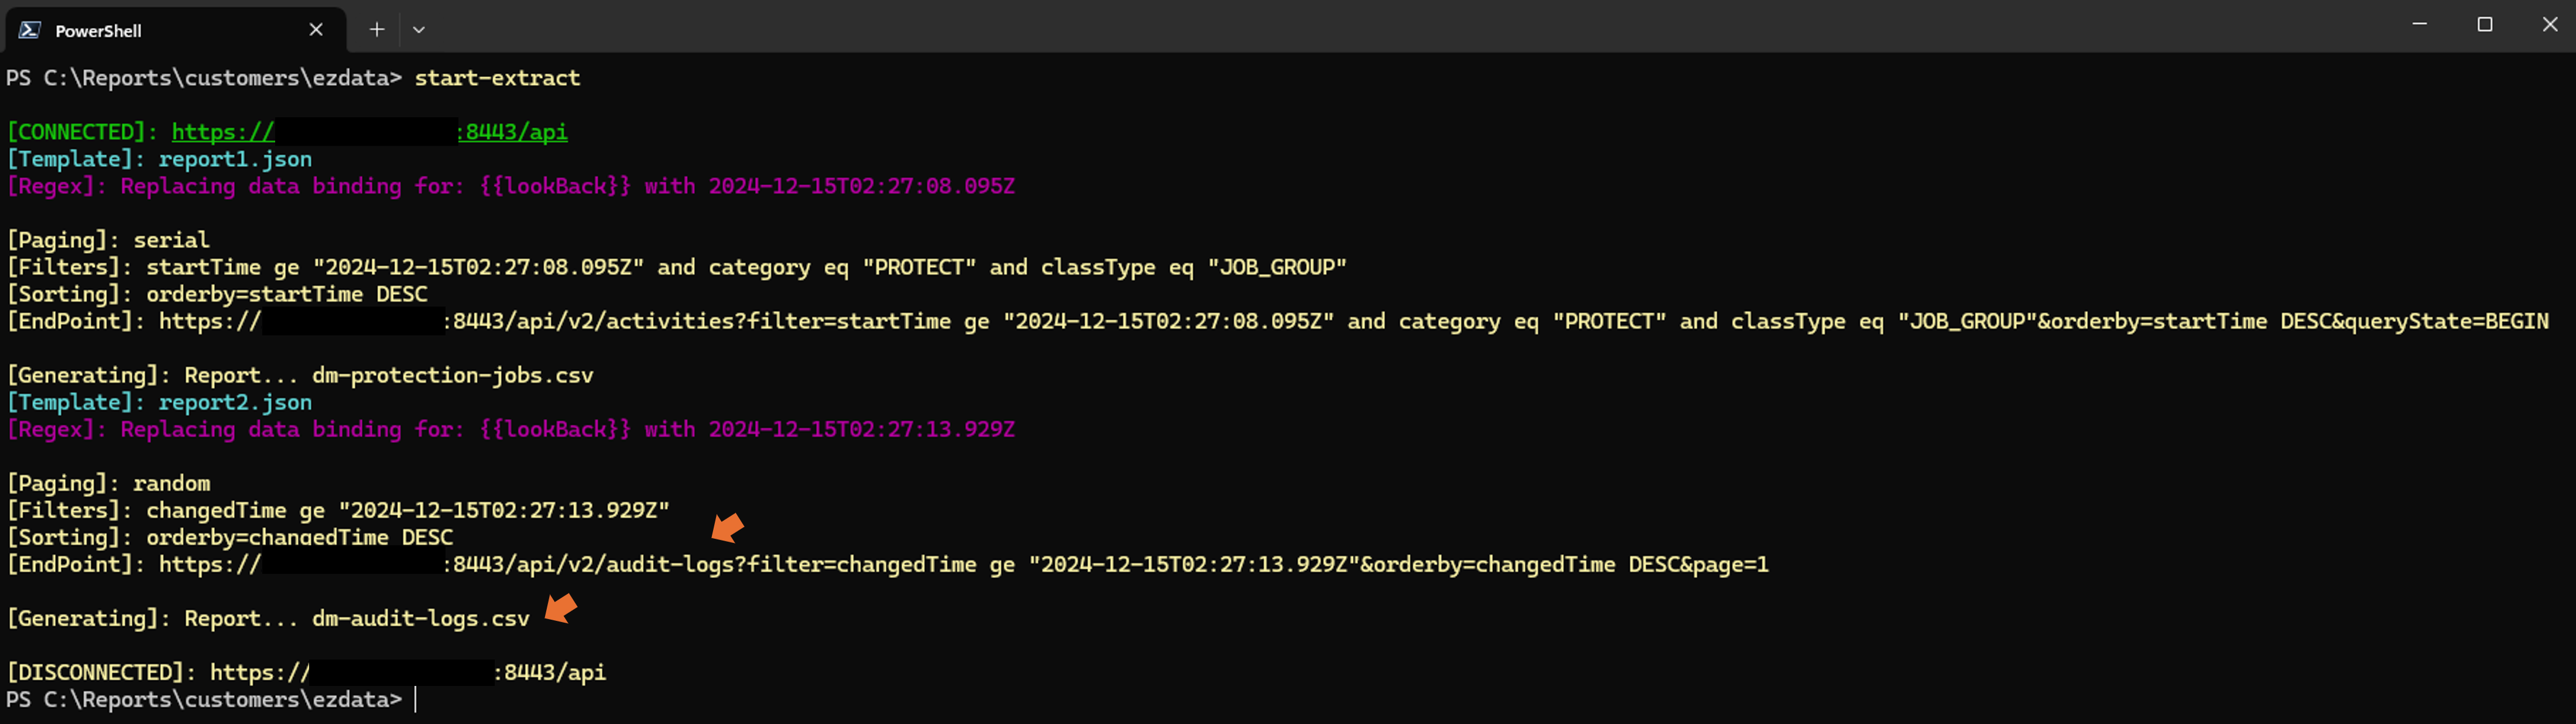 PowerShell
PS C:\Reports\customers\ezdata> start-extract
[CONNECTED]: https:// :8443/api
[Template]: report1.json
[Regex]: Replacing data binding for: {{lookBack}} with 2024-12-15T02:27:08.095Z
[Paging]: serial
[Filters]: startTime ge "2024-12-15T02:27:08.095Z" and category eq "PROTECT" and classType eq "JOB_GROUP"
[Sorting]: orderby=startTime DESC
[EndPoint]: https:// :8443/api/v2/activities?filter=startTime ge "2024-12-15T02:27:08.095Z" and category eq "PROTECT" and classType eq "JOB_GROUP"&orderby=startTime DESC&queryState=BEGIN
[Generating]: Report... dm-protection-jobs.csv
[Template]: report2.json
[Regex]: Replacing data binding for: {{lookBack}} with 2024-12-15T02:27:13.929Z
[Paging]: random
[Filters]: changedTime ge "2024-12-15T02:27:13.929Z"
[Sorting]: orderby=changedTime DESC
[EndPoint]: https:// :8443/api/v2/audit-logs?filter=changedTime ge "2024-12-15T02:27:13.929Z"&orderby=changedTime DESC&page=1
[Generating]: Report... dm-audit-logs.csv
[DISCONNECTED]: https:// :8443/api
PS C:\Reports\customers\ezdata>